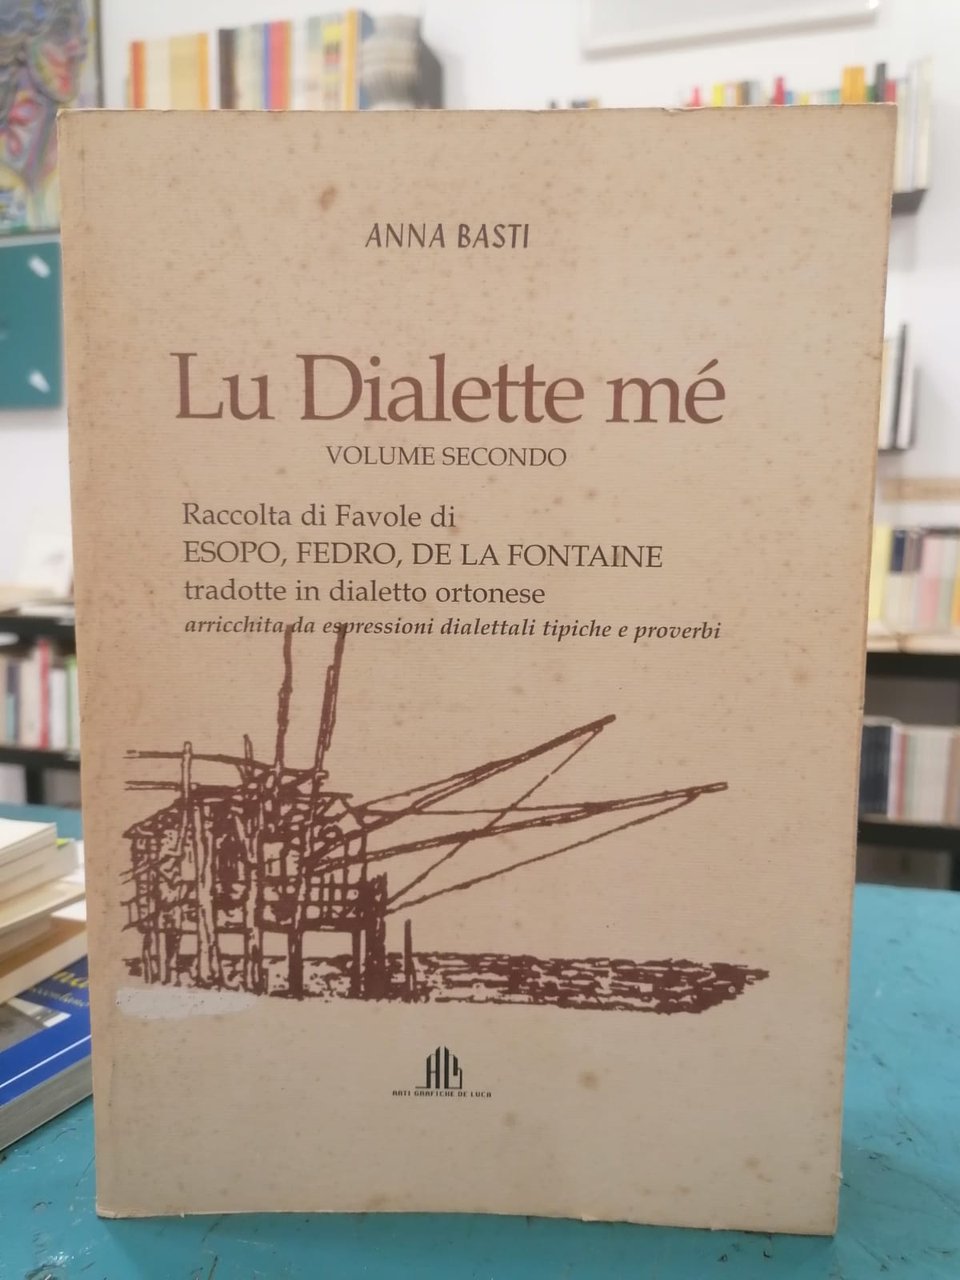 ANNA BASTI
Lu Dialette mé
VOLUME SECONDO
Raccolta di Favole di
ESOPO, FEDRO, DE LA FONTAINE
tradotte in dialetto ortonese
arricchita da espressioni dialettali tipiche e proverbi
ARTI GRAFICHE DE LUCA